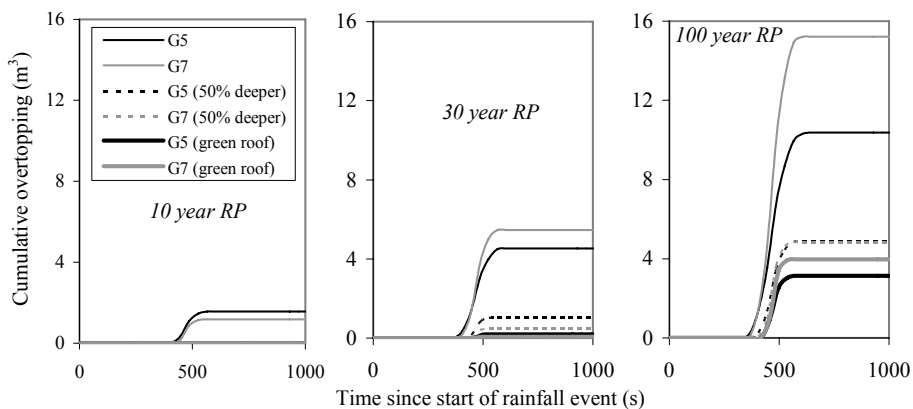 Cumulative overtopping (m³)
16
12
8
4
0
G5
G7
G5 (50% deeper)
G7 (50% deeper)
G5 (green roof)
G7 (green roof)
10 year RP
0
500
1000
16
12
8
4
0
30 year RP
0
500
1000
16
12
8
4
0
100 year RP
0
500
1000
Time since start of rainfall event (s)